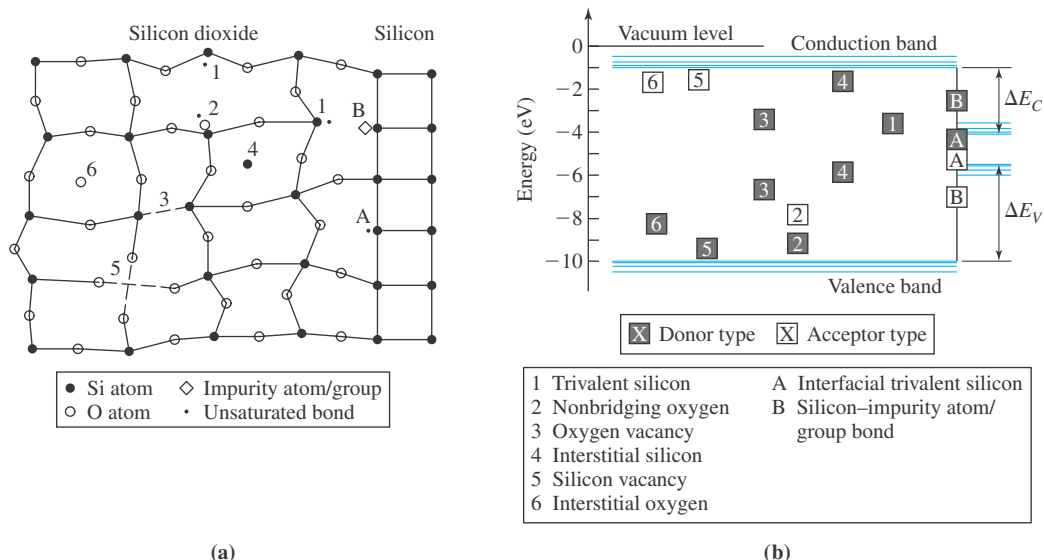 Silicon dioxide
Silicon
1
2
1
B
4
6
3
A
5
Si atom
Impurity atom/group
O atom
Unsaturated bond
(a)
Energy (eV)
0
−2
−4
−6
−8
−10
Vacuum level
Conduction band
6
5
4
3
1
B
A
A
4
3
B
2
6
5
2
ΔE_C
ΔE_V
Valence band
X Donor type
X Acceptor type
1 Trivalent silicon
2 Nonbridging oxygen
3 Oxygen vacancy
4 Interstitial silicon
5 Silicon vacancy
6 Interstitial oxygen
A Interfacial trivalent silicon
B Silicon–impurity atom/
group bond
(b)